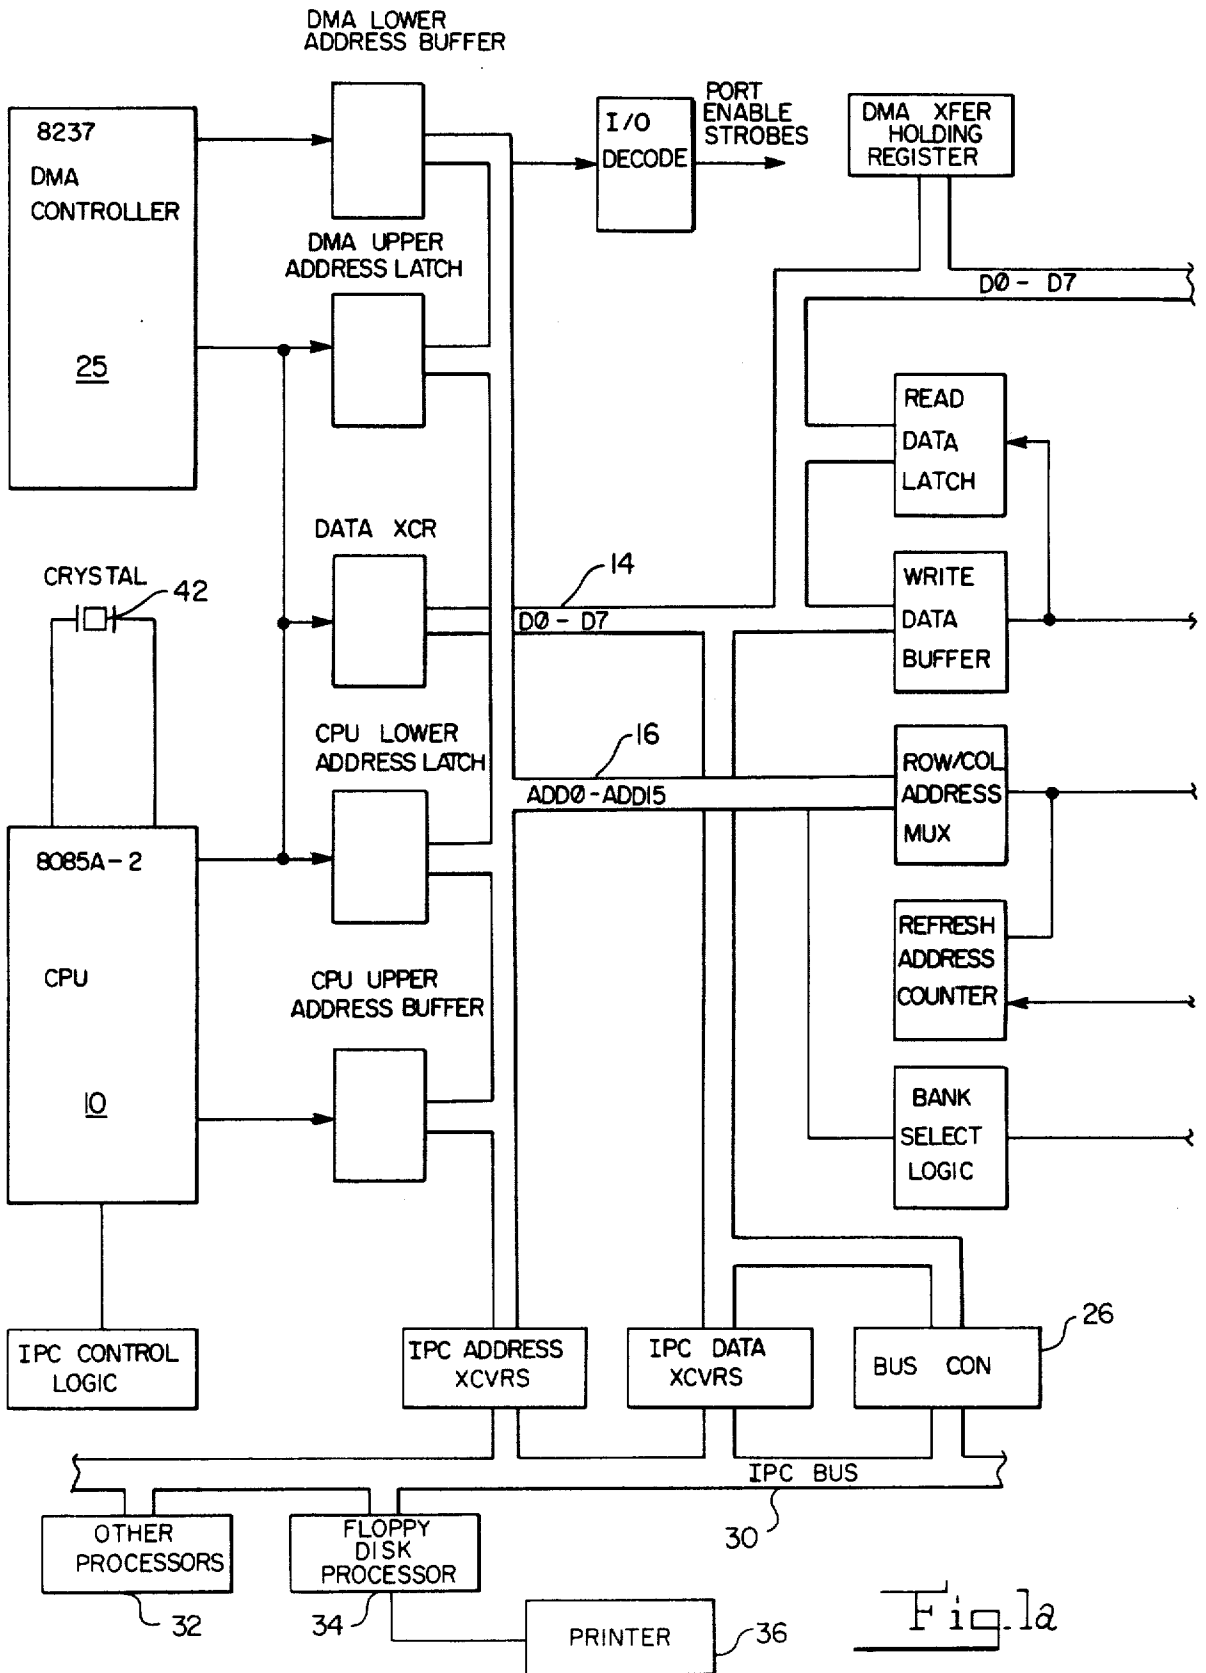 DMA LOWER
ADDRESS BUFFER
8237
DMA
CONTROLLER
25
I/O
DECODE
PORT
ENABLE
STROBES
DMA XFER
HOLDING
REGISTER
DMA UPPER
ADDRESS LATCH
DØ - D7
READ
DATA
LATCH
DATA XCR
CRYSTAL
42
14
DØ - D7
WRITE
DATA
BUFFER
CPU LOWER
ADDRESS LATCH
16
ADDØ-ADD15
ROW/COL
ADDRESS
MUX
8085A-2
CPU
10
REFRESH
ADDRESS
COUNTER
CPU UPPER
ADDRESS BUFFER
BANK
SELECT
LOGIC
IPC CONTROL
LOGIC
IPC ADDRESS
XCVRS
IPC DATA
XCVRS
BUS CON
26
IPC BUS
30
OTHER
PROCESSORS
32
FLOPPY
DISK
PROCESSOR
34
PRINTER
36
Fig.1a